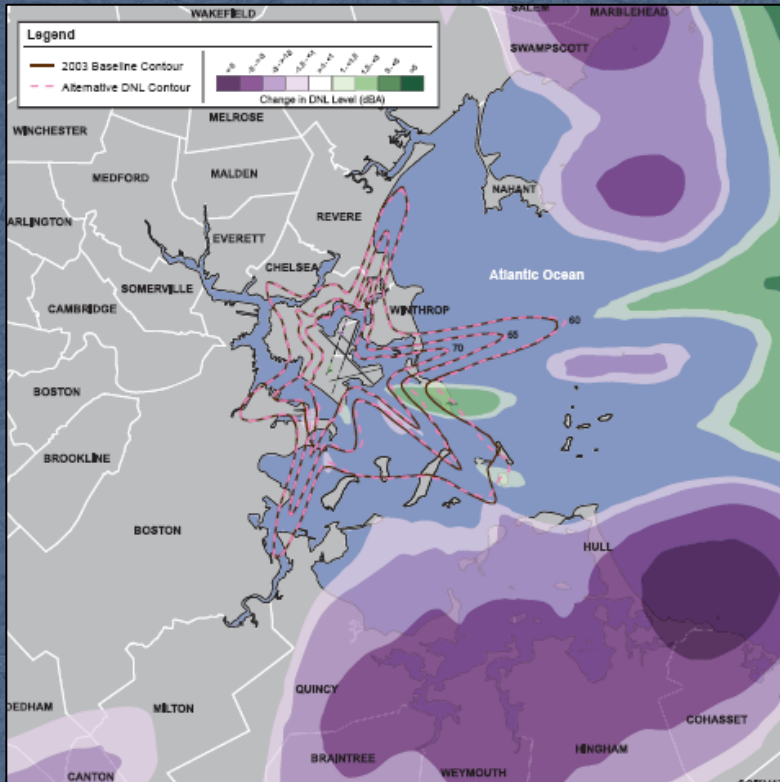 WAKEFIELD
SALEM
MARBLEHEAD
Legend
2003 Baseline Contour
Alternative DNL Contour
Change in DNL Level (dBA)
SWAMPSCOTT
MELROSE
WINCHESTER
MEDFORD
MALDEN
NAHANT
ARLINGTON
REVERE
EVERETT
CHELSEA
Atlantic Ocean
SOMERVILLE
CAMBRIDGE
WINTHROP
60
65
70
BOSTON
BROOKLINE
BOSTON
HULL
QUINCY
DEDHAM
MILTON
COHASSET
HINGHAM
BRAINTREE
WEYMOUTH
CANTON